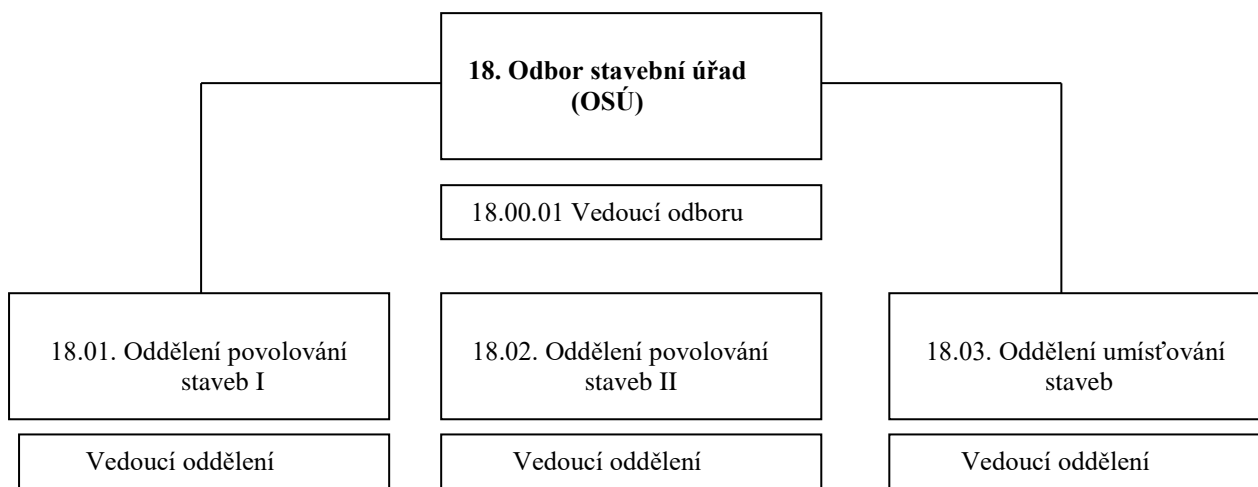 18. Odbor stavební úřad
(OSÚ)
18.00.01 Vedoucí odboru
18.01. Oddělení povolování
staveb I
18.02. Oddělení povolování
staveb II
18.03. Oddělení umísťování
staveb
Vedoucí oddělení
Vedoucí oddělení
Vedoucí oddělení